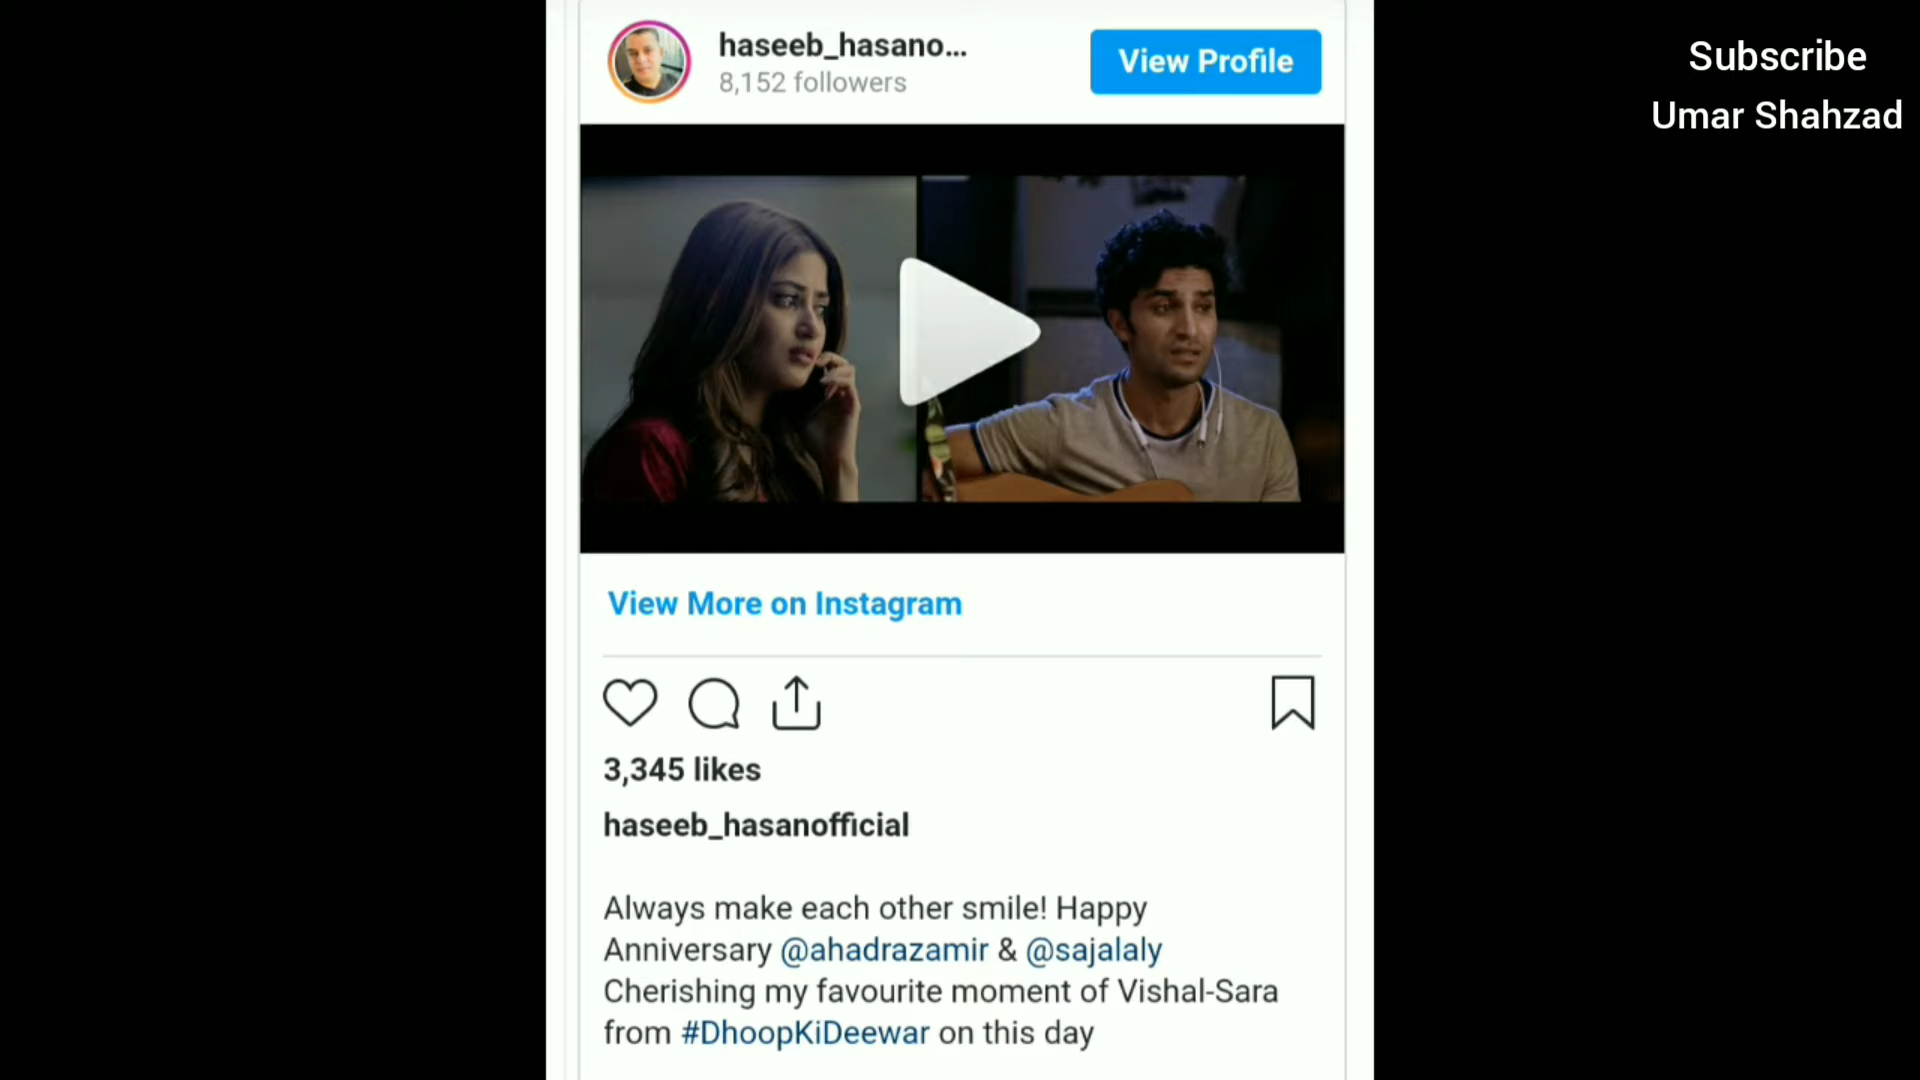 haseeb_hasano...
8,152 followers
View Profile
Subscribe
Umar Shahzad
View More on Instagram
3,345 likes
haseeb_hasanofficial
Always make each other smile! Happy
Anniversary @ahadrazamir & @sajalaly
Cherishing my favourite moment of Vishal-Sara
from #DhoopKiDeewar on this day